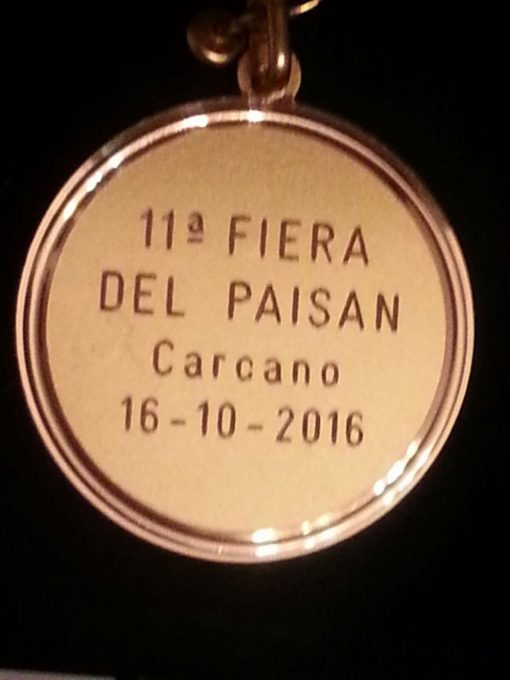 11ª FIERA
DEL PAISAN
Carcano
16-10-2016